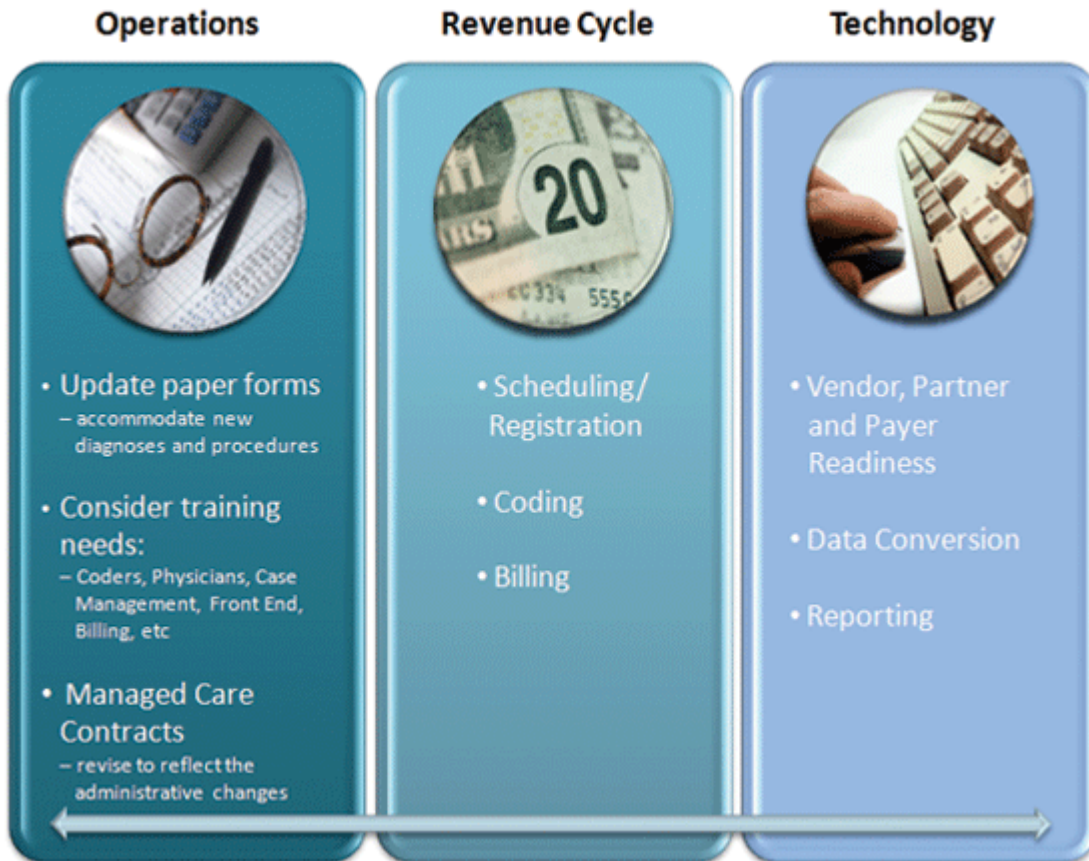 Operations
Revenue Cycle
Technology
20
• Update paper forms
– accommodate new
diagnoses and procedures
• Consider training
needs:
– Coders, Physicians, Case
Management, Front End,
Billing, etc
• Managed Care
Contracts
– revise to reflect the
administrative changes
• Scheduling/
Registration
• Coding
• Billing
• Vendor, Partner
and Payer
Readiness
• Data Conversion
• Reporting